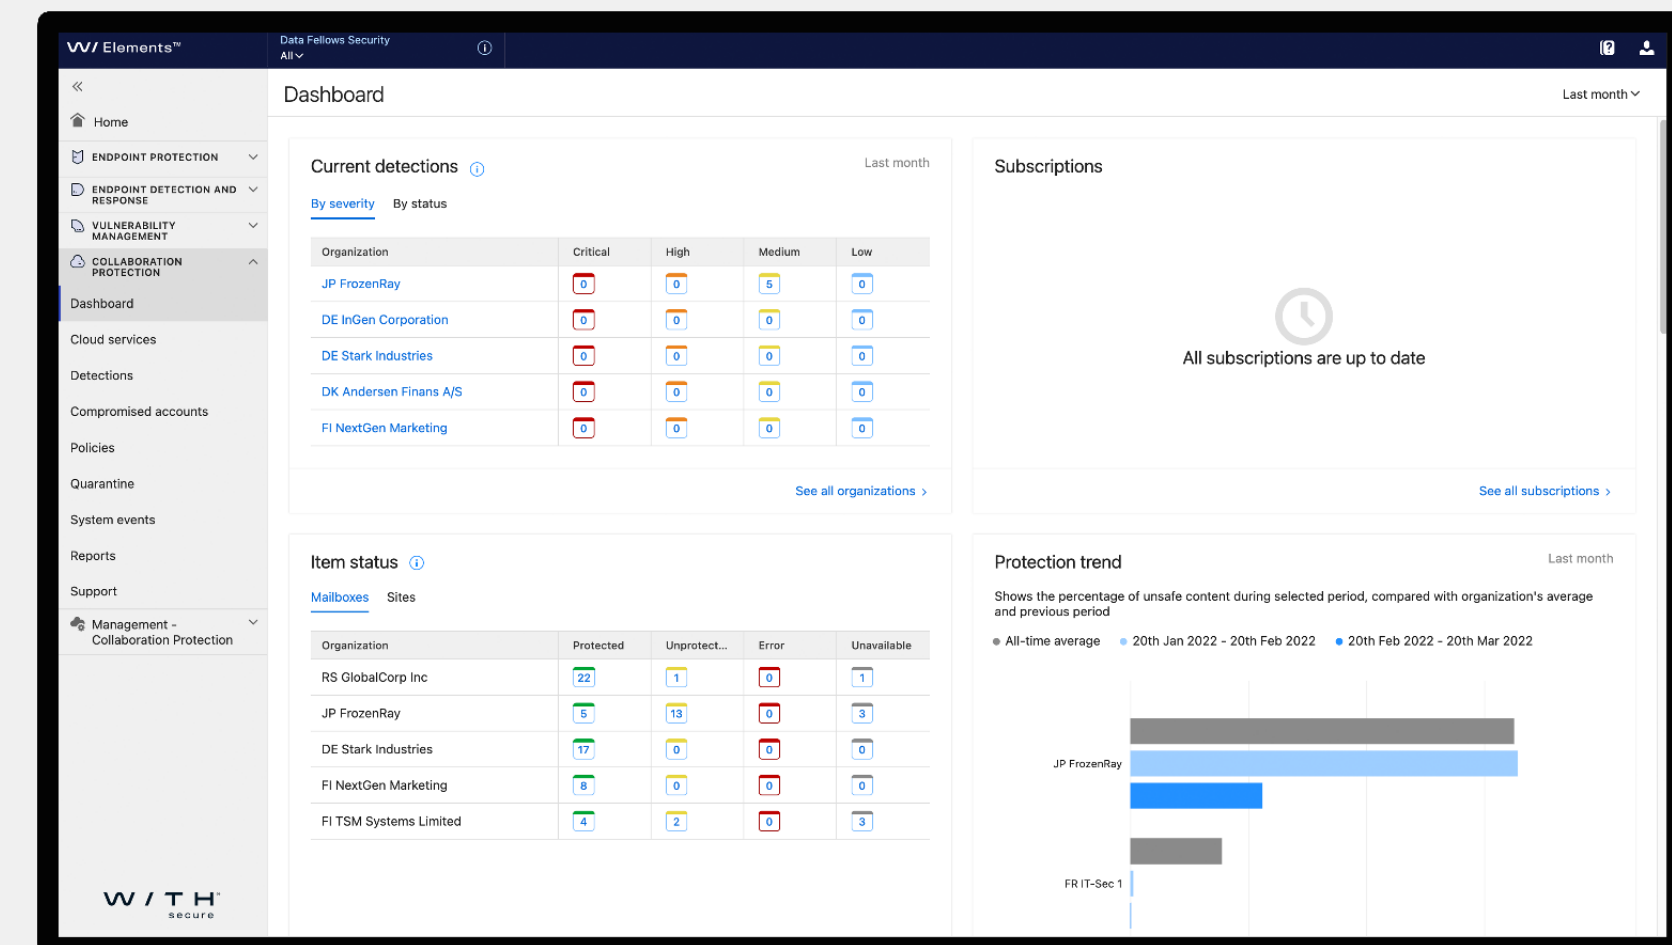 W/ Elements™
Data Fellows Security
All
Dashboard
Last month
Home
ENDPOINT PROTECTION
ENDPOINT DETECTION AND
RESPONSE
VULNERABILITY
MANAGEMENT
COLLABORATION
PROTECTION
Dashboard
Cloud services
Detections
Compromised accounts
Policies
Quarantine
System events
Reports
Support
Management -
Collaboration Protection
W / T H™
secure
Current detections
Last month
By severity By status
Organization Critical High Medium Low
JP FrozenRay 0 0 5 0
DE InGen Corporation 0 0 0 0
DE Stark Industries 0 0 0 0
DK Andersen Finans A/S 0 0 0 0
FI NextGen Marketing 0 0 0 0
See all organizations >
Subscriptions
All subscriptions are up to date
See all subscriptions >
Item status
Mailboxes Sites
Organization Protected Unprotect... Error Unavailable
RS GlobalCorp Inc 22 1 0 1
JP FrozenRay 5 13 0 3
DE Stark Industries 17 0 0 0
FI NextGen Marketing 8 0 0 0
FI TSM Systems Limited 4 2 0 3
Protection trend
Last month
Shows the percentage of unsafe content during selected period, compared with organization's average
and previous period
All-time average 20th Jan 2022 - 20th Feb 2022 20th Feb 2022 - 20th Mar 2022
JP FrozenRay
FR IT-Sec 1